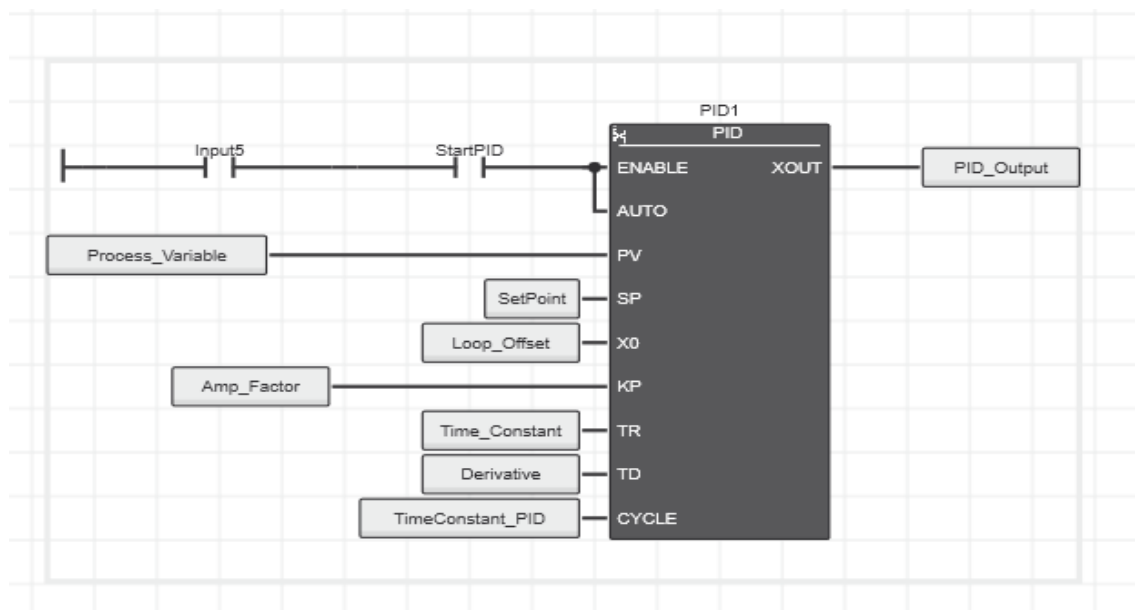 PID1
PID
Input5
StartPID
ENABLE
XOUT
PID_Output
AUTO
Process_Variable
PV
SetPoint
SP
Loop_Offset
X0
Amp_Factor
KP
Time_Constant
TR
Derivative
TD
TimeConstant_PID
CYCLE